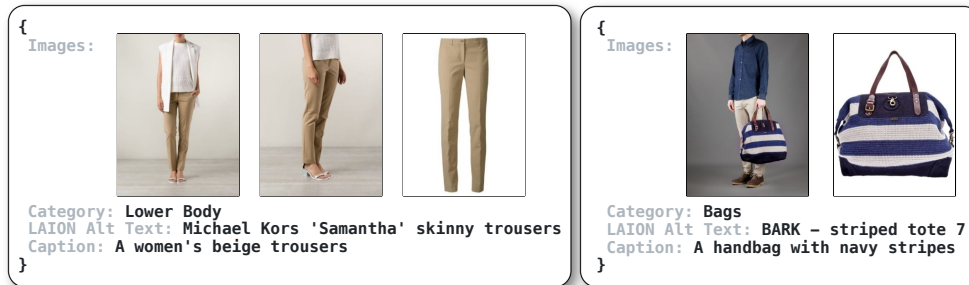 {
Images:
Category: Lower Body
LAION Alt Text: Michael Kors 'Samantha' skinny trousers
Caption: A women's beige trousers
}
{
Images:
Category: Bags
LAION Alt Text: BARK – striped tote 7
Caption: A handbag with navy stripes
}